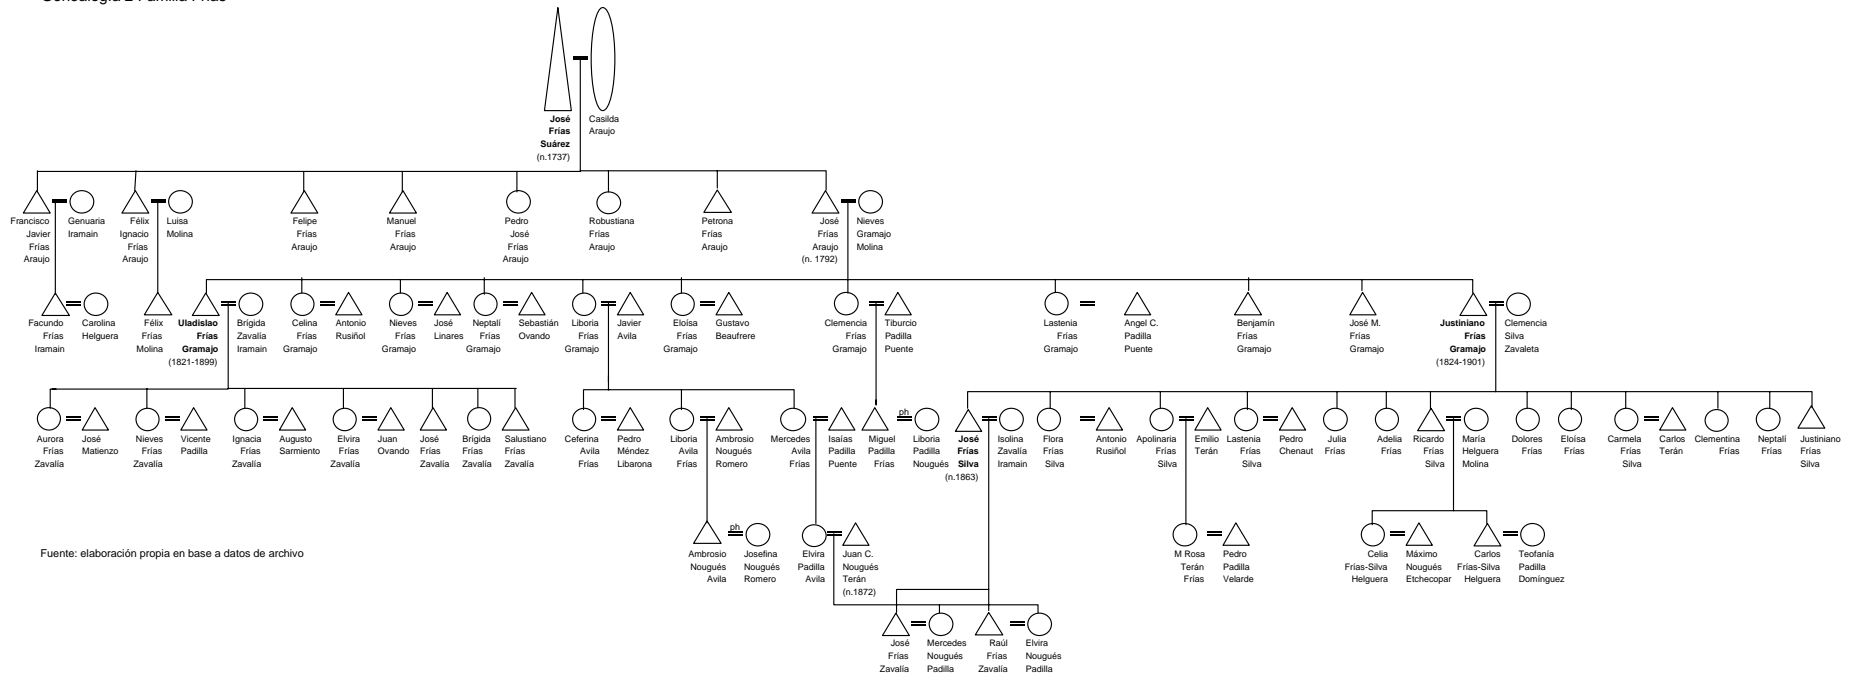 Genealogía 2 Familia Frías
José
Frías
Suárez
(n.1737)
Casilda
Araujo
Francisco
Javier
Frías
Araujo
Genuaria
Iramain
Félix
Ignacio
Frías
Araujo
Luisa
Molina
Felipe
Frías
Araujo
Manuel
Frías
Araujo
Pedro
José
Frías
Araujo
Robustiana
Frías
Araujo
Petrona
Frías
Araujo
José
Frías
Araujo
(n. 1792)
Nieves
Gramajo
Molina
Facundo
Frías
Iramain
Carolina
Helguera
Félix
Frías
Molina
Uladislao
Frías
Gramajo
(1821-1899)
Brígida
Zavalía
Iramain
Celina
Frías
Gramajo
Antonio
Rusiñol
Nieves
Frías
Gramajo
José
Linares
Neptalí
Frías
Gramajo
Sebastián
Ovando
Liboria
Frías
Gramajo
Javier
Avila
Eloísa
Frías
Gramajo
Gustavo
Beaufrere
Clemencia
Frías
Gramajo
Tiburcio
Padilla
Puente
Lastenia
Frías
Gramajo
Angel C.
Padilla
Puente
Benjamín
Frías
Gramajo
José M.
Frías
Gramajo
Justiniano
Frías
Gramajo
(1824-1901)
Clemencia
Silva
Zavaleta
Aurora
Frías
Zavalía
José
Matienzo
Nieves
Frías
Zavalía
Vicente
Padilla
Ignacia
Frías
Zavalía
Augusto
Sarmiento
Elvira
Frías
Zavalía
Juan
Ovando
José
Frías
Zavalía
Brígida
Frías
Zavalía
Salustiano
Frías
Zavalía
Ceferina
Avila
Frías
Pedro
Méndez
Libarona
Liboria
Avila
Frías
Ambrosio
Nougués
Romero
Mercedes
Avila
Frías
Isaías
Padilla
Puente
Miguel
Padilla
Frías
ph
Liboria
Padilla
Nougués
José
Frías
Silva
(n.1863)
Isolina
Zavalía
Iramain
Flora
Frías
Silva
Antonio
Rusiñol
Apolinaria
Frías
Silva
Emilio
Terán
Lastenia
Frías
Silva
Pedro
Chenaut
Julia
Frías
Adelia
Frías
Ricardo
Frías
Silva
María
Helguera
Molina
Dolores
Frías
Eloísa
Frías
Carmela
Frías
Silva
Carlos
Terán
Clementina
Frías
Neptalí
Frías
Justiniano
Frías
Silva
Ambrosio
Nougués
Avila
ph
Josefina
Nougués
Romero
Elvira
Padilla
Avila
Juan C.
Nougués
Terán
(n.1872)
M Rosa
Terán
Frías
Pedro
Padilla
Velarde
Celia
Frías-Silva
Helguera
Máximo
Nougués
Etchecopar
Carlos
Frías-Silva
Helguera
Teofanía
Padilla
Domínguez
Fuente: elaboración propia en base a datos de archivo
José
Frías
Zavalía
Mercedes
Nougués
Padilla
Raúl
Frías
Zavalía
Elvira
Nougués
Padilla